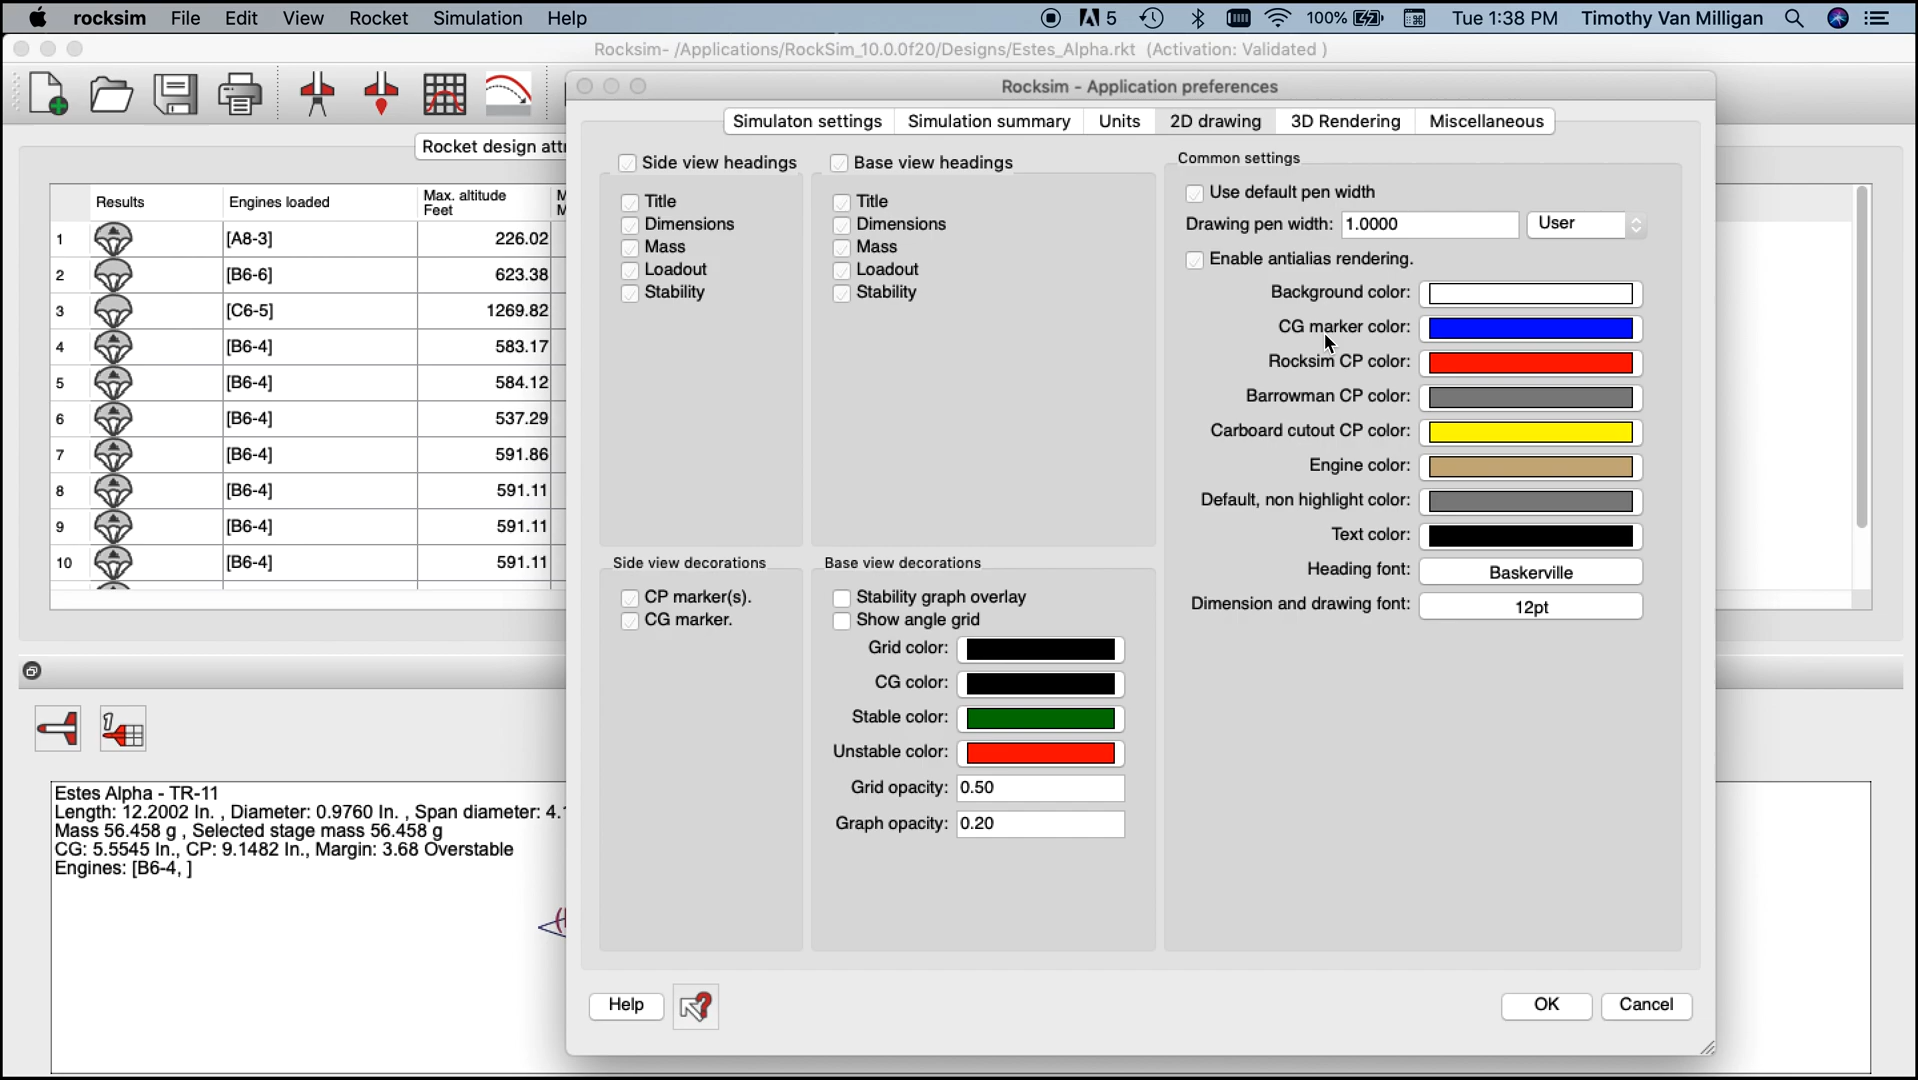 rocksim File Edit View Rocket Simulation Help 5 100% Tue 1:38 PM Timothy Van Milligan
Rocksim- /Applications/RockSim_10.0.0f20/Designs/Estes_Alpha.rkt (Activation: Validated )
Rocksim - Application preferences
Simulaton settings Simulation summary Units 2D drawing 3D Rendering Miscellaneous
Rocket design attr
Results Engines loaded Max. altitude
Feet
1 [A8-3] 226.02
2 [B6-6] 623.38
3 [C6-5] 1269.82
4 [B6-4] 583.17
5 [B6-4] 584.12
6 [B6-4] 537.29
7 [B6-4] 591.86
8 [B6-4] 591.11
9 [B6-4] 591.11
10 [B6-4] 591.11
Side view headings
Title
Dimensions
Mass
Loadout
Stability
Base view headings
Title
Dimensions
Mass
Loadout
Stability
Side view decorations
CP marker(s).
CG marker.
Base view decorations
Stability graph overlay
Show angle grid
Grid color:
CG color:
Stable color:
Unstable color:
Grid opacity: 0.50
Graph opacity: 0.20
Common settings
Use default pen width
Drawing pen width: 1.0000 User
Enable antialias rendering.
Background color:
CG marker color:
Rocksim CP color:
Barrowman CP color:
Carboard cutout CP color:
Engine color:
Default, non highlight color:
Text color:
Heading font: Baskerville
Dimension and drawing font: 12pt
1
Estes Alpha - TR-11
Length: 12.2002 In. , Diameter: 0.9760 In. , Span diameter: 4.1
Mass 56.458 g , Selected stage mass 56.458 g
CG: 5.5545 In., CP: 9.1482 In., Margin: 3.68 Overstable
Engines: [B6-4, ]
Help ? OK Cancel